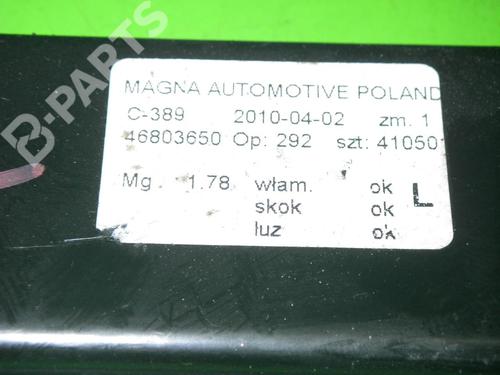 B-PARTS
MAGNA AUTOMOTIVE POLAND
C-389 2010-04-02 zm. 1
46803650 Op: 292 szt: 410501
Mg 1.78 włam. ok L
skok ok
luz ok